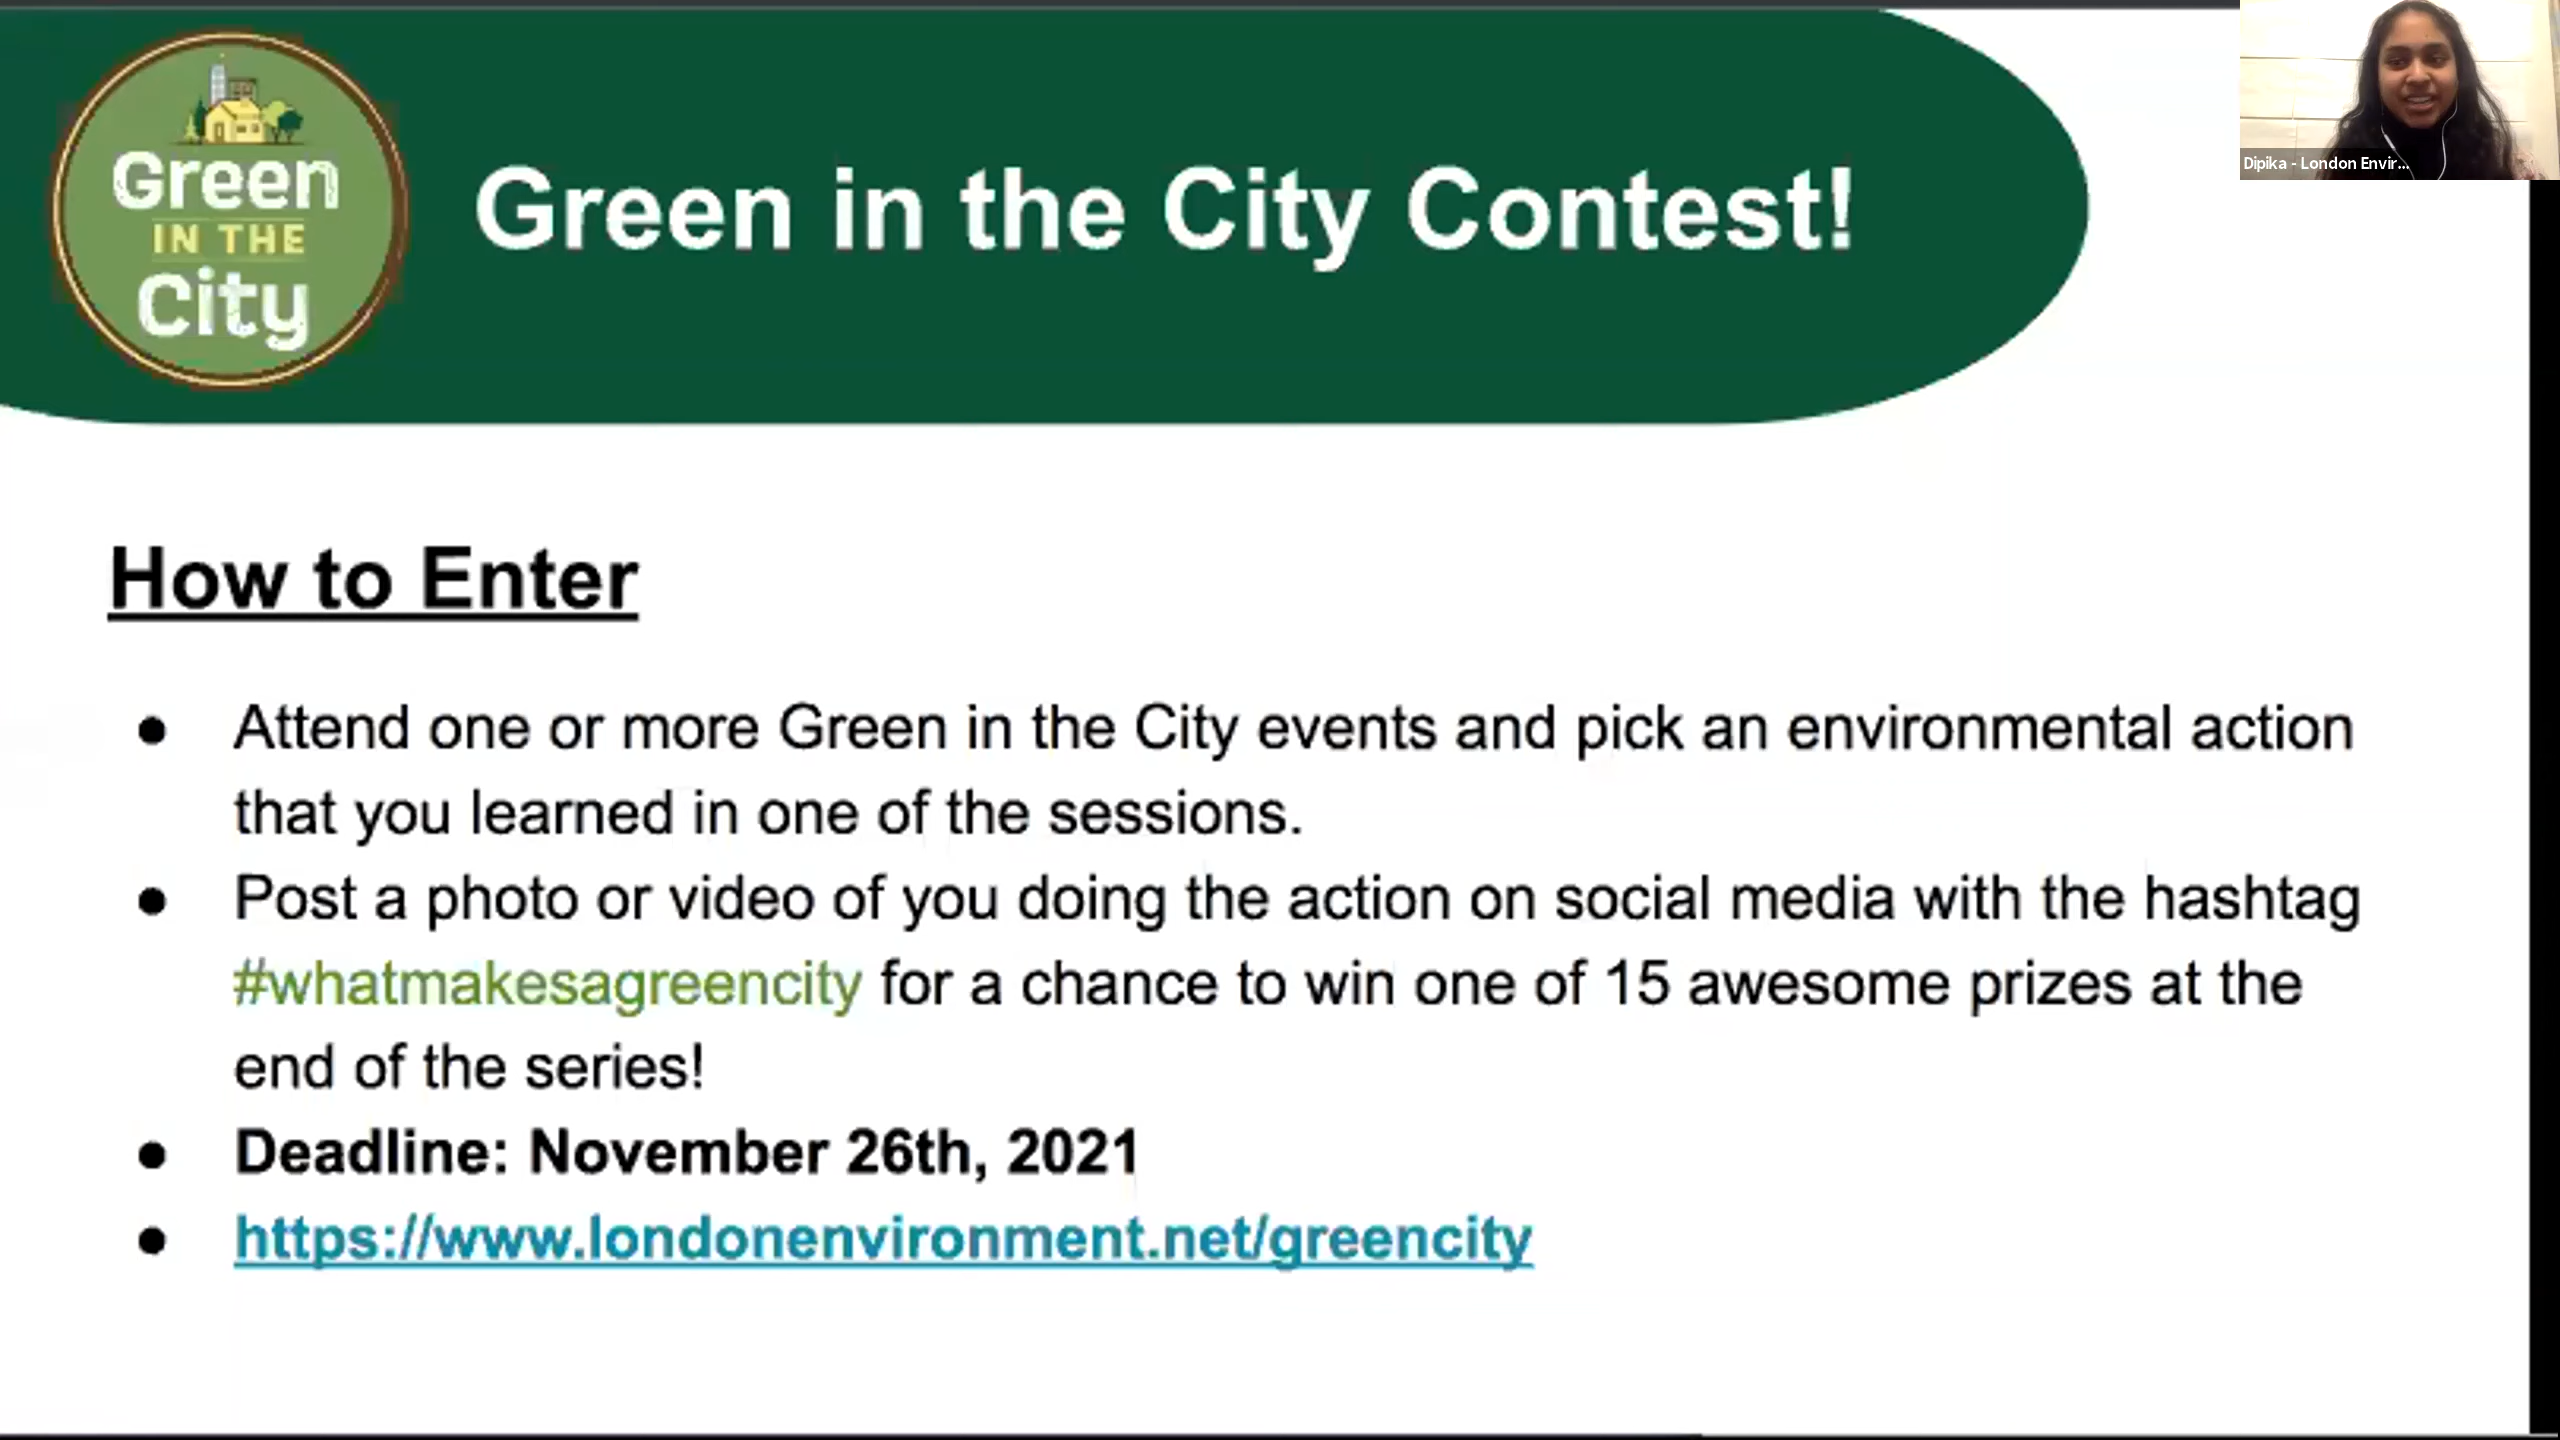 Green
IN THE
City
Green in the City Contest!
Dipika - London Envir...
How to Enter
● Attend one or more Green in the City events and pick an environmental action
that you learned in one of the sessions.
● Post a photo or video of you doing the action on social media with the hashtag
#whatmakesagreencity for a chance to win one of 15 awesome prizes at the
end of the series!
● Deadline: November 26th, 2021
● https://www.londonenvironment.net/greencity